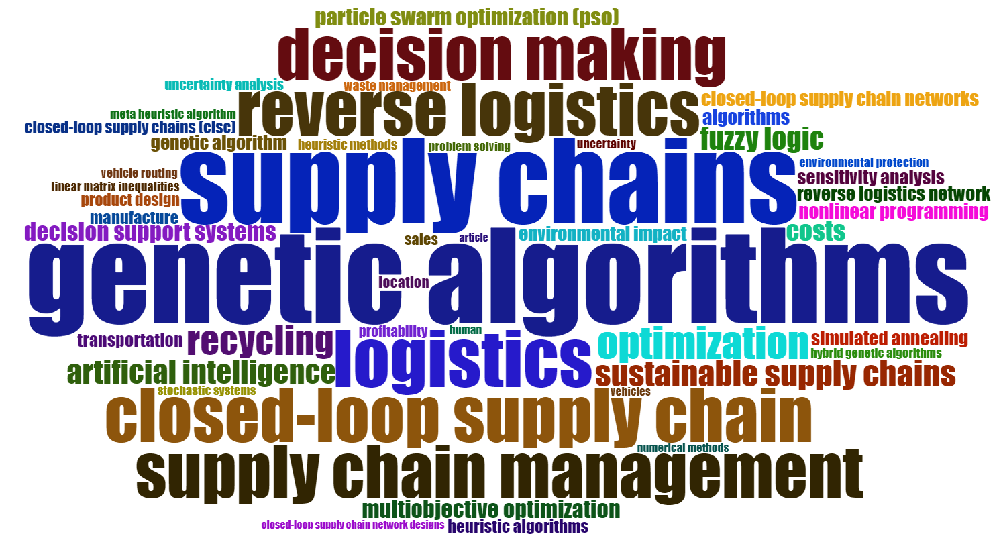 particle swarm optimization (pso)
decision making
uncertainty analysis
waste management
reverse logistics
closed-loop supply chain networks
meta heuristic algorithm
algorithms
closed-loop supply chains (clsc)
genetic algorithm
heuristic methods
problem solving
uncertainty
fuzzy logic
supply chains
environmental protection
vehicle routing
sensitivity analysis
linear matrix inequalities
reverse logistics network
product design
nonlinear programming
manufacture
decision support systems
sales
article
environmental impact
costs
genetic algorithms
location
transportation
recycling
profitability
human
logistics
optimization
simulated annealing
hybrid genetic algorithms
artificial intelligence
sustainable supply chains
stochastic systems
vehicles
closed-loop supply chain
numerical methods
supply chain management
multiobjective optimization
closed-loop supply chain network designs
heuristic algorithms